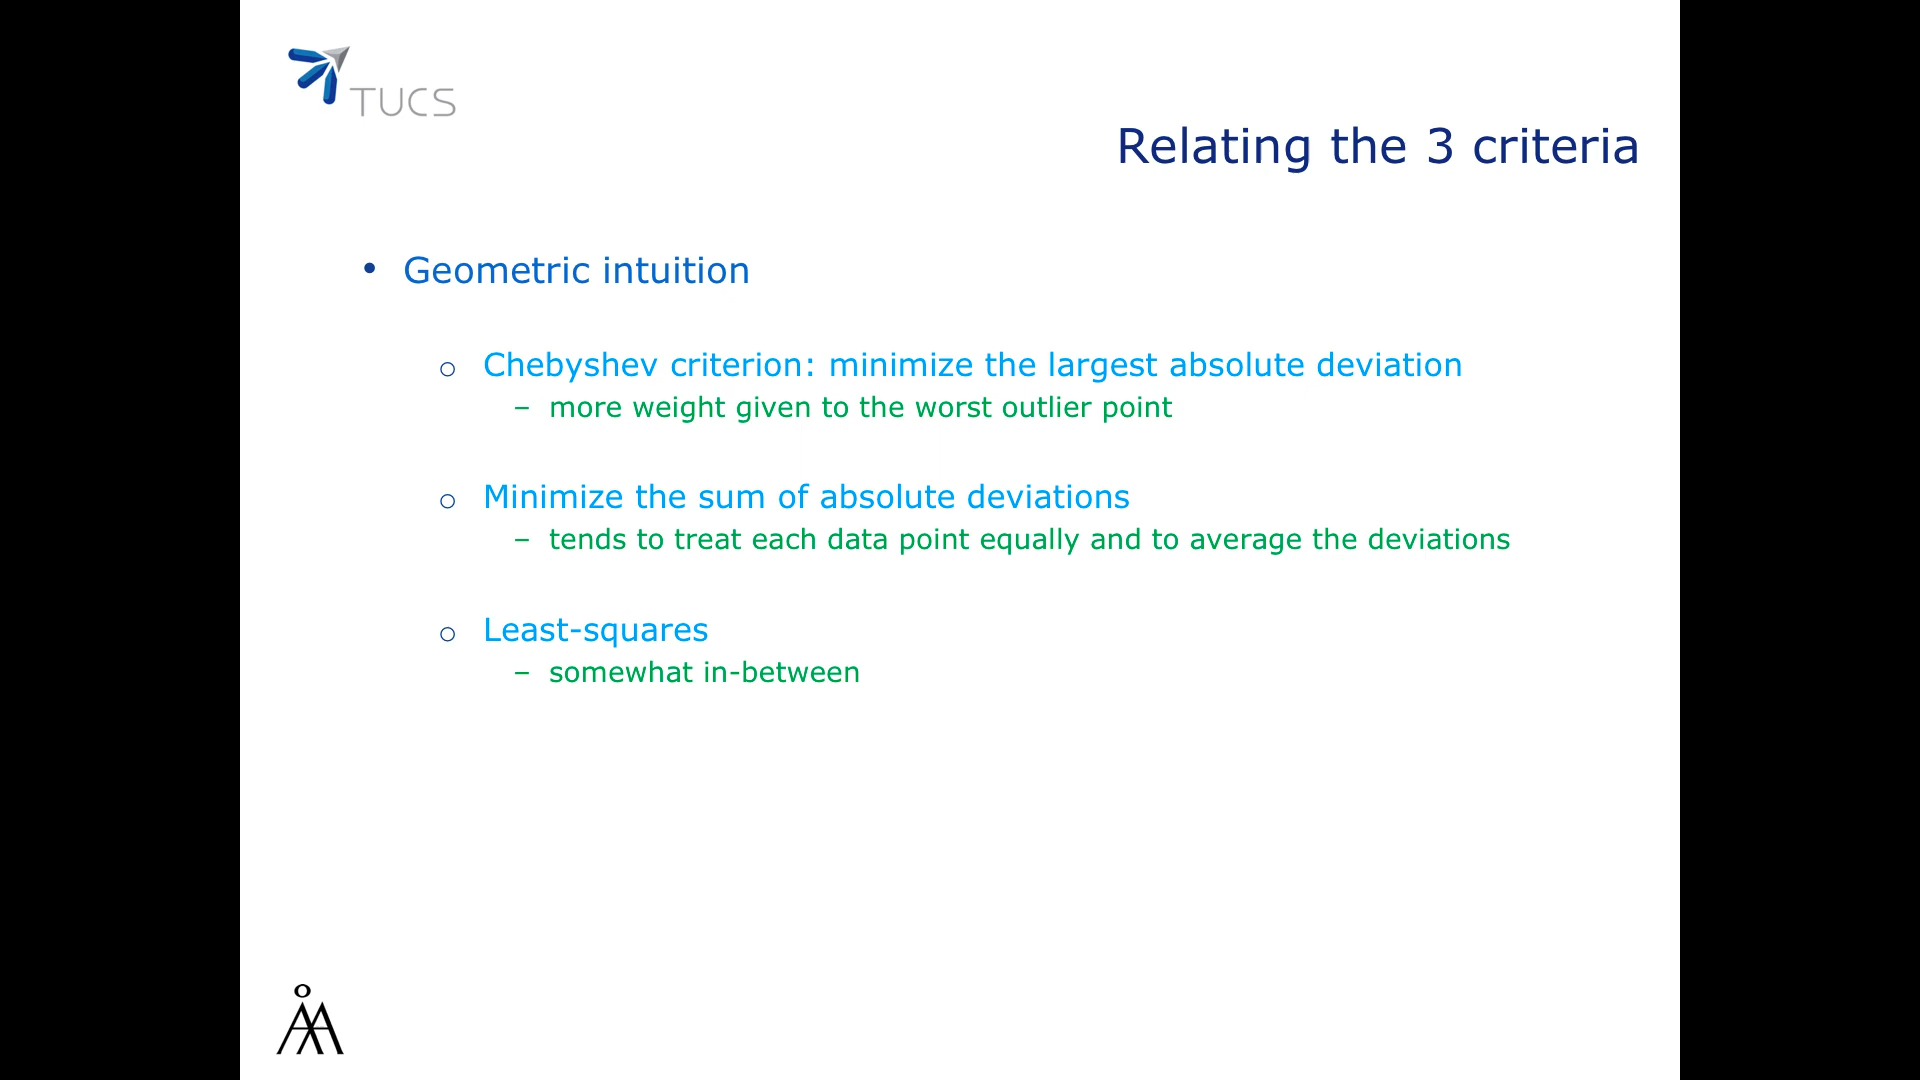 TUCS
Relating the 3 criteria
• Geometric intuition
o Chebyshev criterion: minimize the largest absolute deviation
– more weight given to the worst outlier point
o Minimize the sum of absolute deviations
– tends to treat each data point equally and to average the deviations
o Least-squares
– somewhat in-between